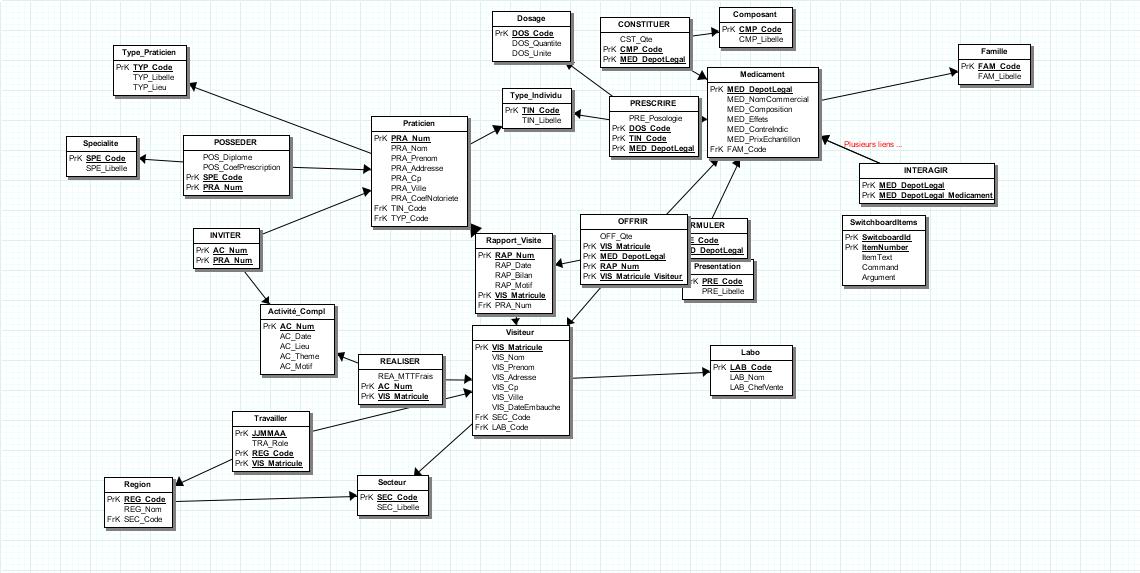 Dosage
PrK DOS_Code
DOS_Quantite
DOS_Unite
CONSTITUER
CST_Qte
PrK CMP_Code
PrK MED_DepotLegal
Composant
PrK CMP_Code
CMP_Libelle
Type_Praticien
PrK TYP_Code
TYP_Libelle
TYP_Lieu
Famille
PrK FAM_Code
FAM_Libelle
Medicament
PrK MED_DepotLegal
MED_NomCommercial
MED_Composition
MED_Effets
MED_ContreIndic
MED_PrixEchantillon
FrK FAM_Code
Type_Individu
PrK TIN_Code
TIN_Libelle
PRESCRIRE
PRE_Posologie
PrK DOS_Code
PrK TIN_Code
PrK MED_DepotLegal
Praticien
PrK PRA_Num
PRA_Nom
PRA_Prenom
PRA_Addresse
PRA_Cp
PRA_Ville
PRA_CoefNotoriete
FrK TIN_Code
FrK TYP_Code
Specialite
PrK SPE_Code
SPE_Libelle
POSSEDER
POS_Diplome
POS_CoefPrescription
PrK SPE_Code
PrK PRA_Num
Plusieurs liens ...
INTERAGIR
PrK MED_DepotLegal
PrK MED_DepotLegal_Medicament
INVITER
PrK AC_Num
PrK PRA_Num
Rapport_Visite
PrK RAP_Num
RAP_Date
RAP_Bilan
RAP_Motif
PrK VIS_Matricule
FrK PRA_Num
OFFRIR
OFF_Qte
PrK VIS_Matricule
PrK MED_DepotLegal
PrK RAP_Num
PrK VIS_Matricule_Visiteur
RMULER
E_Code
D_DepotLegal
Presentation
PrK PRE_Code
PRE_Libelle
SwitchboardItems
PrK SwitchboardId
PrK ItemNumber
ItemText
Command
Argument
Activité_Compl
PrK AC_Num
AC_Date
AC_Lieu
AC_Theme
AC_Motif
Visiteur
PrK VIS_Matricule
VIS_Nom
VIS_Prenom
VIS_Adresse
VIS_Cp
VIS_Ville
VIS_DateEmbauche
FrK SEC_Code
FrK LAB_Code
REALISER
REA_MTTFrais
PrK AC_Num
PrK VIS_Matricule
Labo
PrK LAB_Code
LAB_Nom
LAB_ChefVente
Travailler
PrK JJMMAA
TRA_Role
PrK REG_Code
PrK VIS_Matricule
Region
PrK REG_Code
REG_Nom
FrK SEC_Code
Secteur
PrK SEC_Code
SEC_Libelle